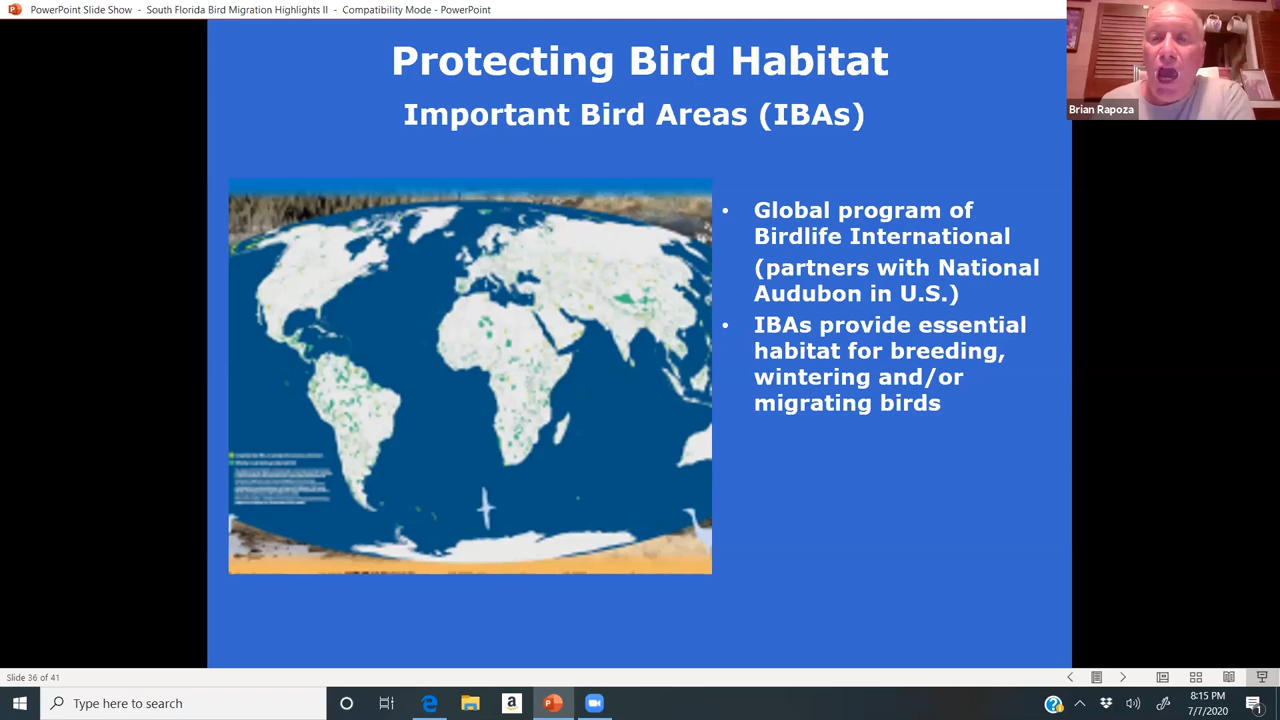 PowerPoint Slide Show - South Florida Bird Migration Highlights II - Compatibility Mode - PowerPoint
Brian Rapoza
Protecting Bird Habitat
Important Bird Areas (IBAs)
• Global program of
Birdlife International
(partners with National
Audubon in U.S.)
• IBAs provide essential
habitat for breeding,
wintering and/or
migrating birds
Slide 36 of 41
Type here to search
8:15 PM
7/7/2020
1